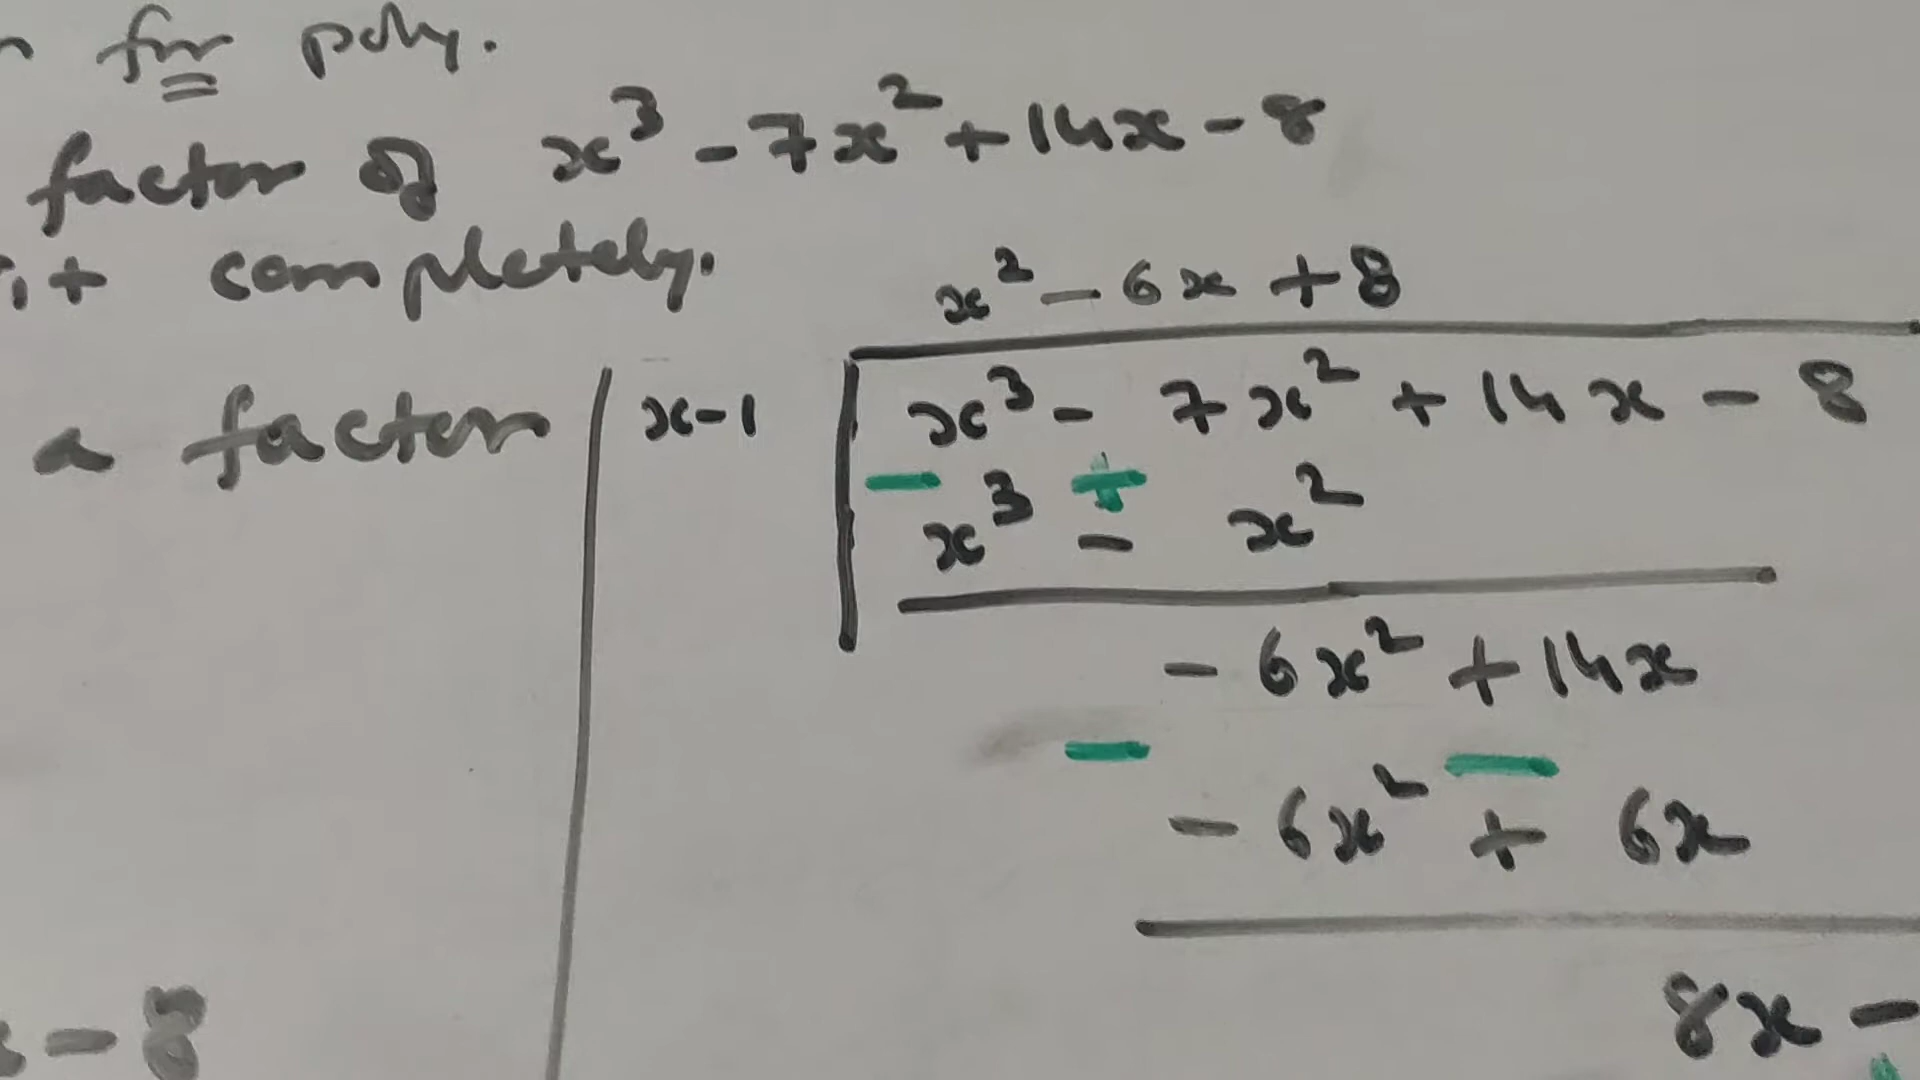 for poly.
factor of x³ - 7x² + 14x - 8
it completely.
x² - 6x + 8
a factor x-1 x³ - 7x² + 14x - 8
- +
x³ - x²
- 6x² + 14x
- -
- 6x² + 6x
- 8
8x -